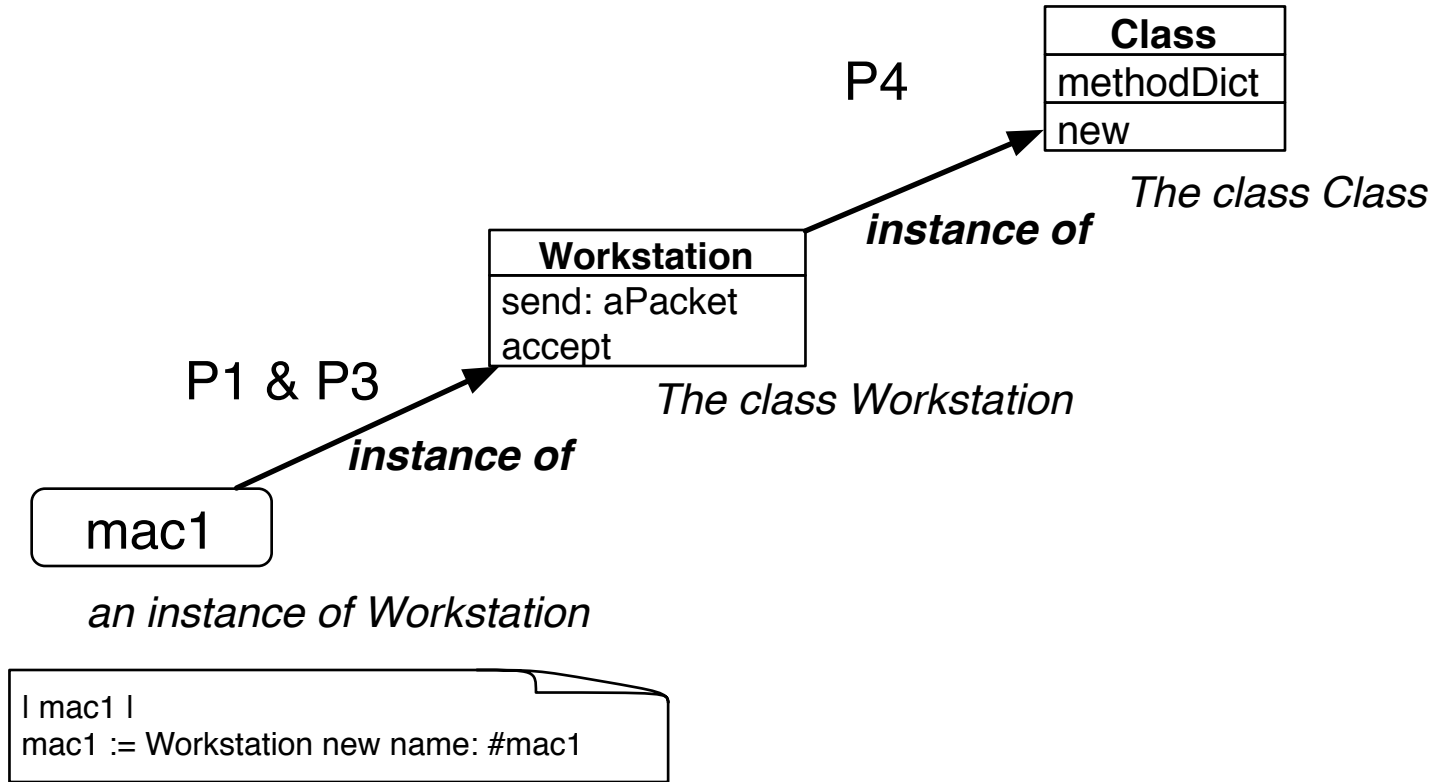 Class
methodDict
new
P4
The class Class
instance of
Workstation
send: aPacket
accept
The class Workstation
P1 & P3
instance of
mac1
an instance of Workstation
| mac1 |
mac1 := Workstation new name: #mac1